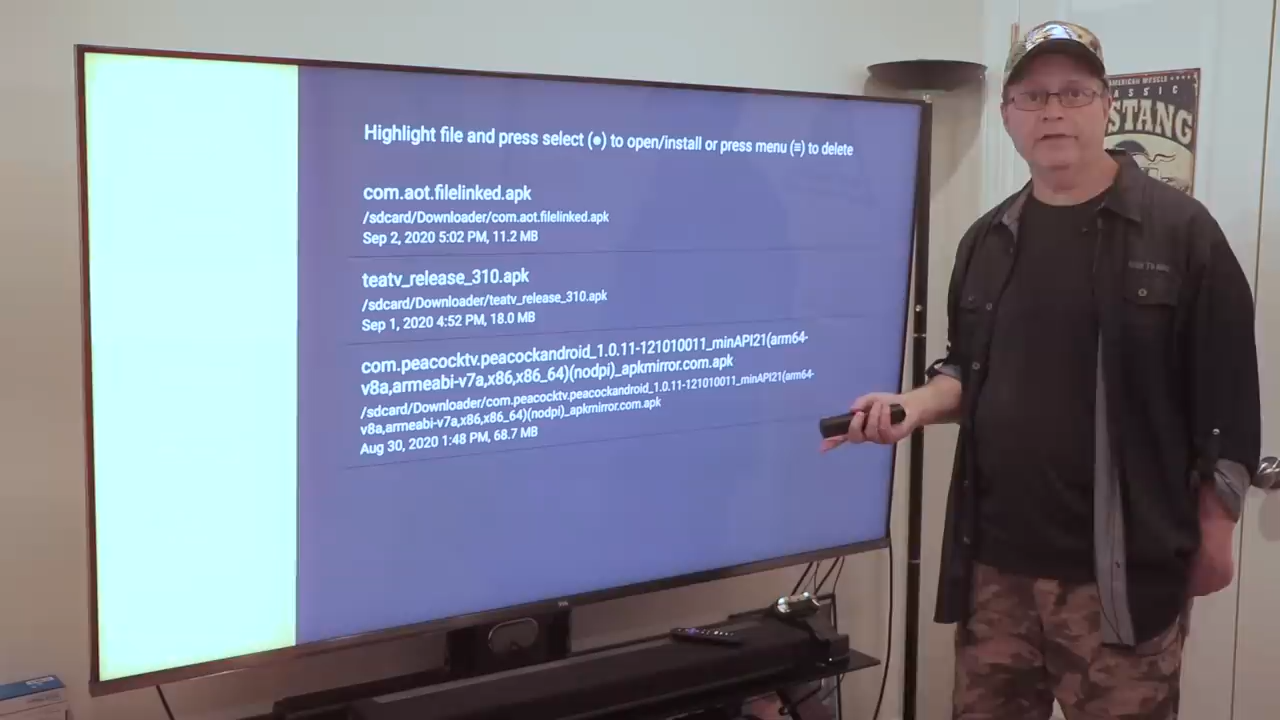 Highlight file and press select (●) to open/install or press menu (≡) to delete
com.aot.filelinked.apk
/sdcard/Downloader/com.aot.filelinked.apk
Sep 2, 2020 5:02 PM, 11.2 MB
teatv_release_310.apk
/sdcard/Downloader/teatv_release_310.apk
Sep 1, 2020 4:52 PM, 18.0 MB
com.peacocktv.peacockandroid_1.0.11-121010011_minAPI21(arm64-
v8a,armeabi-v7a,x86,x86_64)(nodpi)_apkmirror.com.apk
/sdcard/Downloader/com.peacocktv.peacockandroid_1.0.11-121010011_minAPI21(arm64-
v8a,armeabi-v7a,x86,x86_64)(nodpi)_apkmirror.com.apk
Aug 30, 2020 1:48 PM, 68.7 MB
AMERICAN MUSCLE
ASSIC
STANG